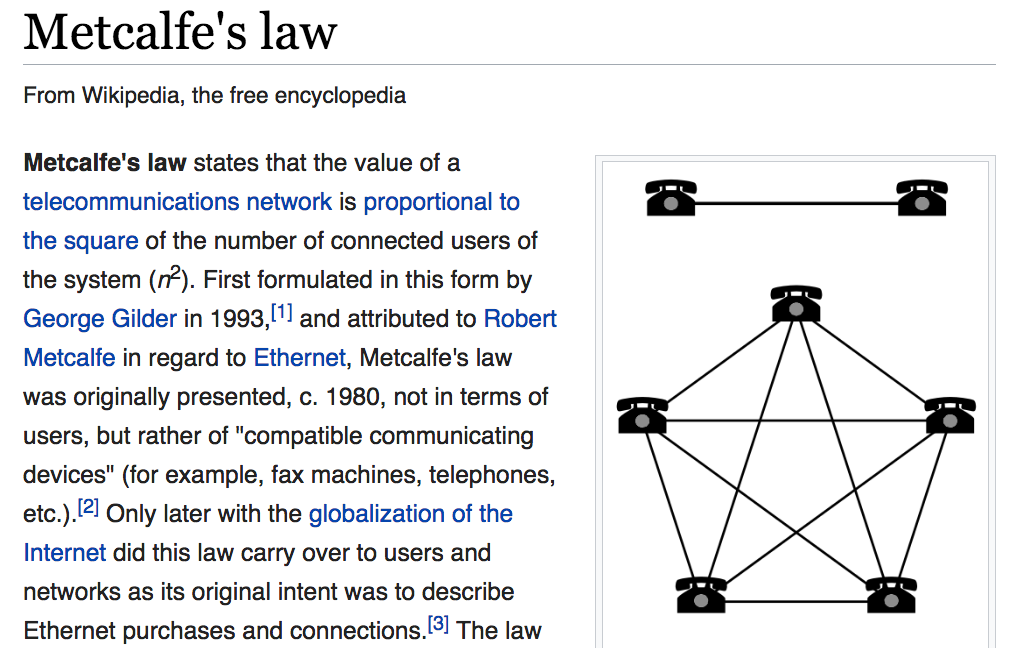 Metcalfe's law
From Wikipedia, the free encyclopedia
Metcalfe's law states that the value of a
telecommunications network is proportional to
the square of the number of connected users of
the system (n²). First formulated in this form by
George Gilder in 1993,[1] and attributed to Robert
Metcalfe in regard to Ethernet, Metcalfe's law
was originally presented, c. 1980, not in terms of
users, but rather of "compatible communicating
devices" (for example, fax machines, telephones,
etc.).[2] Only later with the globalization of the
Internet did this law carry over to users and
networks as its original intent was to describe
Ethernet purchases and connections.[3] The law